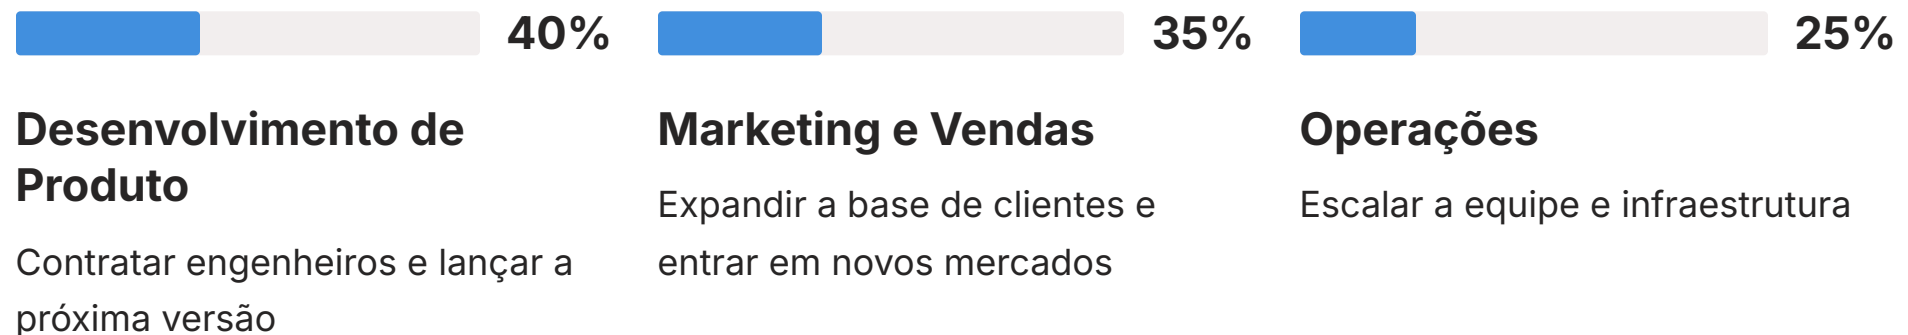 40%
Desenvolvimento de
Produto
Contratar engenheiros e lançar a
próxima versão
35%
Marketing e Vendas
Expandir a base de clientes e
entrar em novos mercados
25%
Operações
Escalar a equipe e infraestrutura